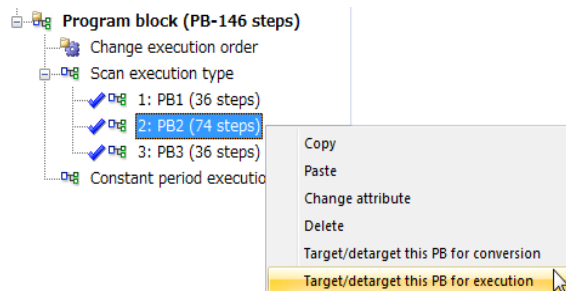 Program block (PB-146 steps)
Change execution order
Scan execution type
1: PB1 (36 steps)
2: PB2 (74 steps)
3: PB3 (36 steps)
Constant period executio
Copy
Paste
Change attribute
Delete
Target/detarget this PB for conversion
Target/detarget this PB for execution